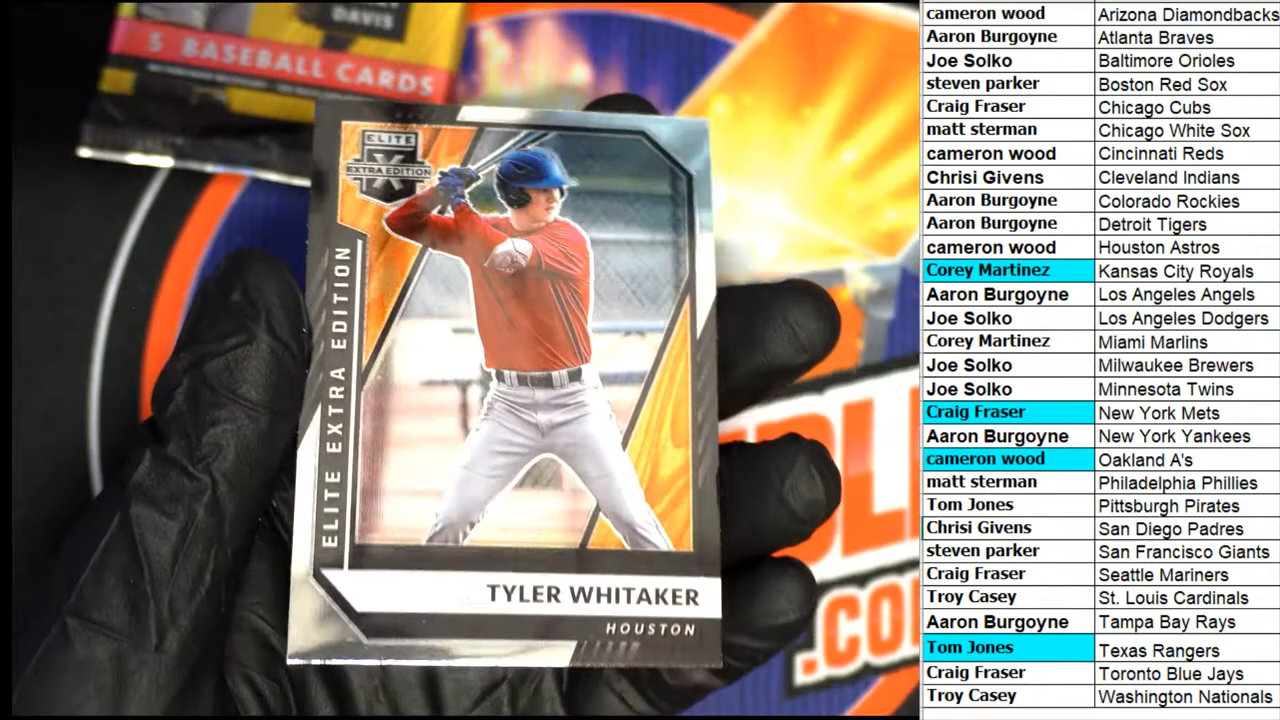 DAVIS
5 BASEBALL CARDS
ELITE
EXTRA EDITION
ELITE EXTRA EDITION
TYLER WHITAKER
HOUSTON
.CO
cameron wood Arizona Diamondbacks
Aaron Burgoyne Atlanta Braves
Joe Solko Baltimore Orioles
steven parker Boston Red Sox
Craig Fraser Chicago Cubs
matt sterman Chicago White Sox
cameron wood Cincinnati Reds
Chrisi Givens Cleveland Indians
Aaron Burgoyne Colorado Rockies
Aaron Burgoyne Detroit Tigers
cameron wood Houston Astros
Corey Martinez Kansas City Royals
Aaron Burgoyne Los Angeles Angels
Joe Solko Los Angeles Dodgers
Corey Martinez Miami Marlins
Joe Solko Milwaukee Brewers
Joe Solko Minnesota Twins
Craig Fraser New York Mets
Aaron Burgoyne New York Yankees
cameron wood Oakland A's
matt sterman Philadelphia Phillies
Tom Jones Pittsburgh Pirates
Chrisi Givens San Diego Padres
steven parker San Francisco Giants
Craig Fraser Seattle Mariners
Troy Casey St. Louis Cardinals
Aaron Burgoyne Tampa Bay Rays
Tom Jones Texas Rangers
Craig Fraser Toronto Blue Jays
Troy Casey Washington Nationals